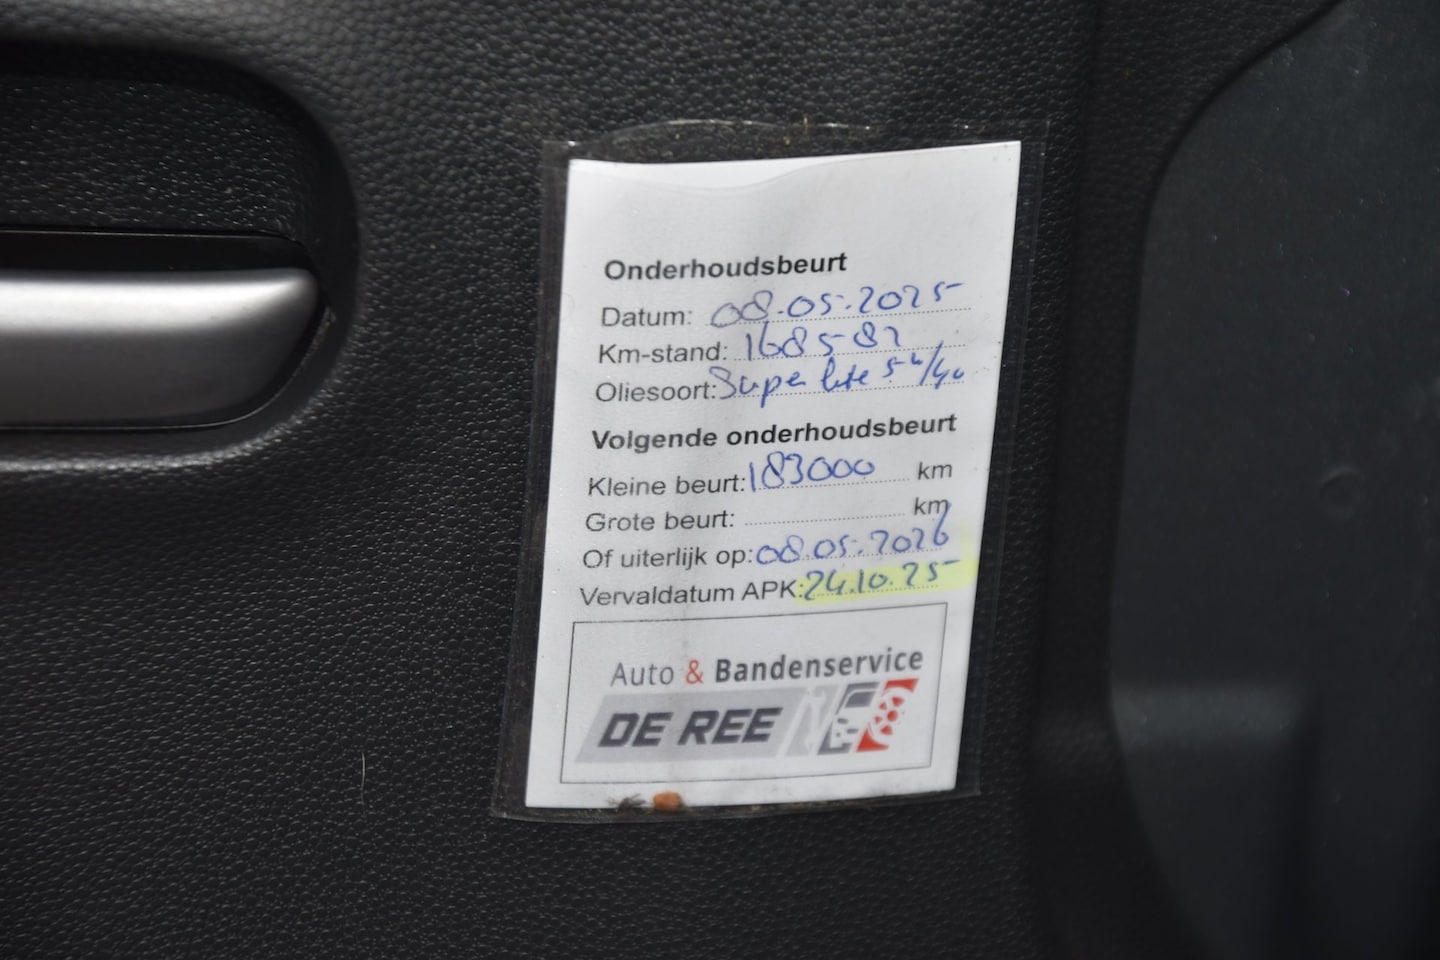 Onderhoudsbeurt
Datum: 08.05.2025
Km-stand: 168587
Oliesoort: Super lite 5w/40
Volgende onderhoudsbeurt
Kleine beurt: 183000 km
Grote beurt: km
Of uiterlijk op: 08.05.2026
Vervaldatum APK: 24.10.25
Auto & Bandenservice
DE REE